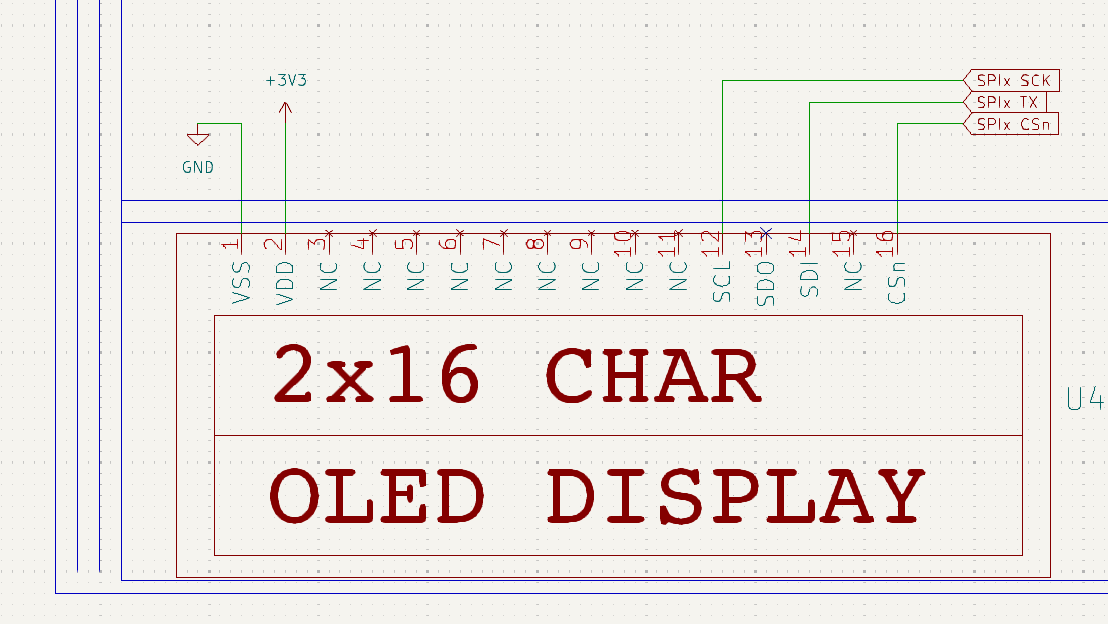 +3V3
SPIx SCK
SPIx TX
SPIx CSn
GND
1 2 3 4 5 6 7 8 9 10 11 12 13 14 15 16
VSS VDD NC NC NC NC NC NC NC NC NC SCL SDO SDI NC CSn
2x16 CHAR
U4
OLED DISPLAY